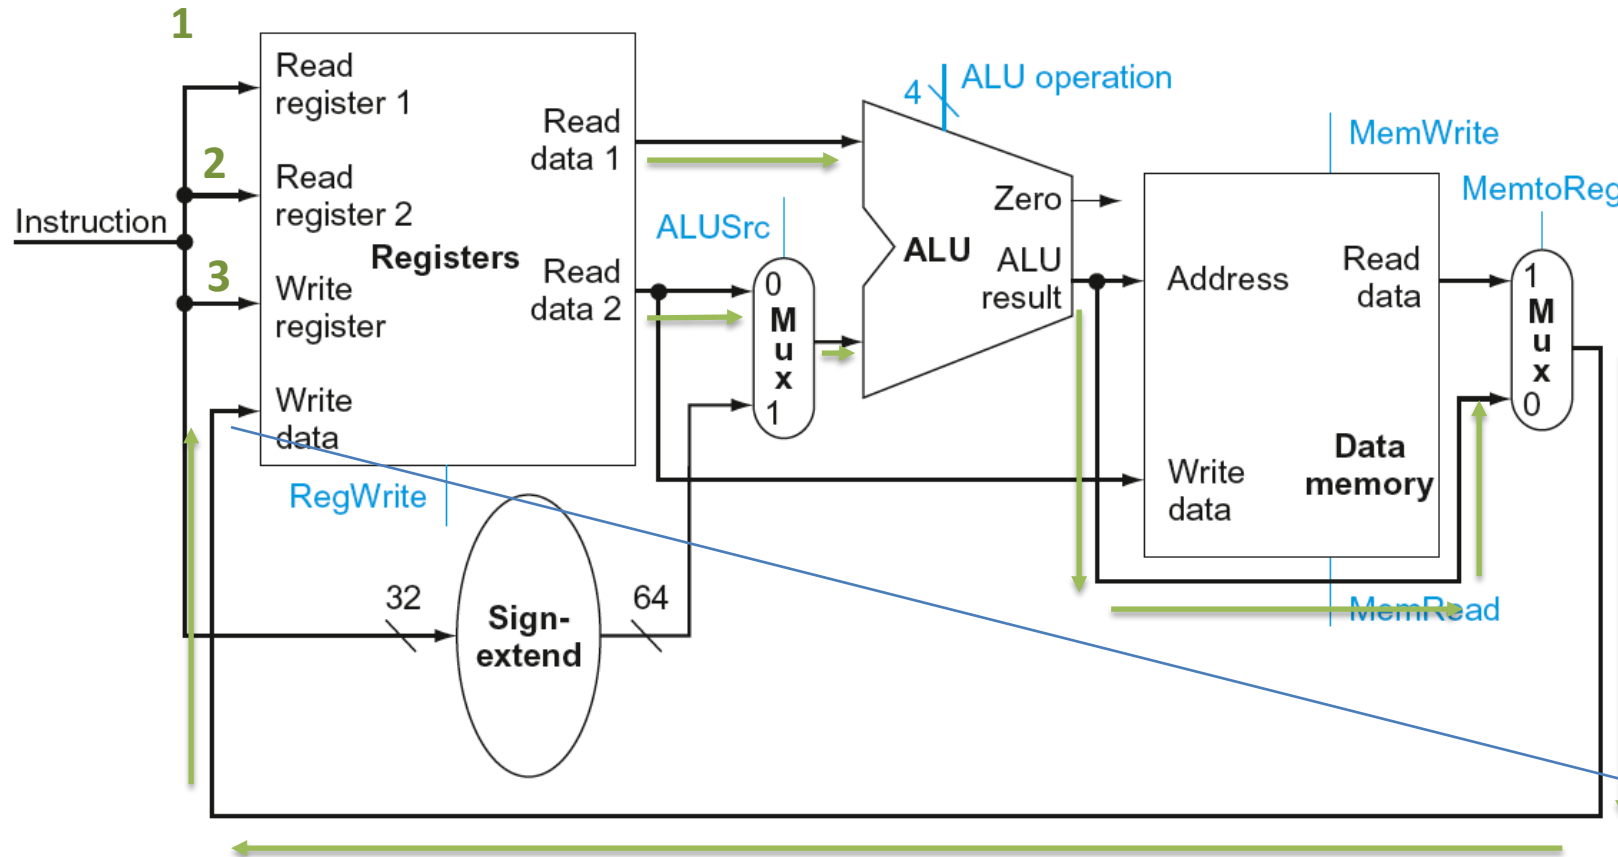 1
Read
register 1
2
Read
register 2
Instruction
3
Registers
Write
register
Write
data
Read
data 1
Read
data 2
RegWrite
ALUSrc
0
M
u
x
1
4
ALU operation
Zero
ALU
ALU
result
MemWrite
MemtoReg
Address
Read
data
1
M
u
x
0
Data
memory
Write
data
MemRead
32
Sign-
extend
64